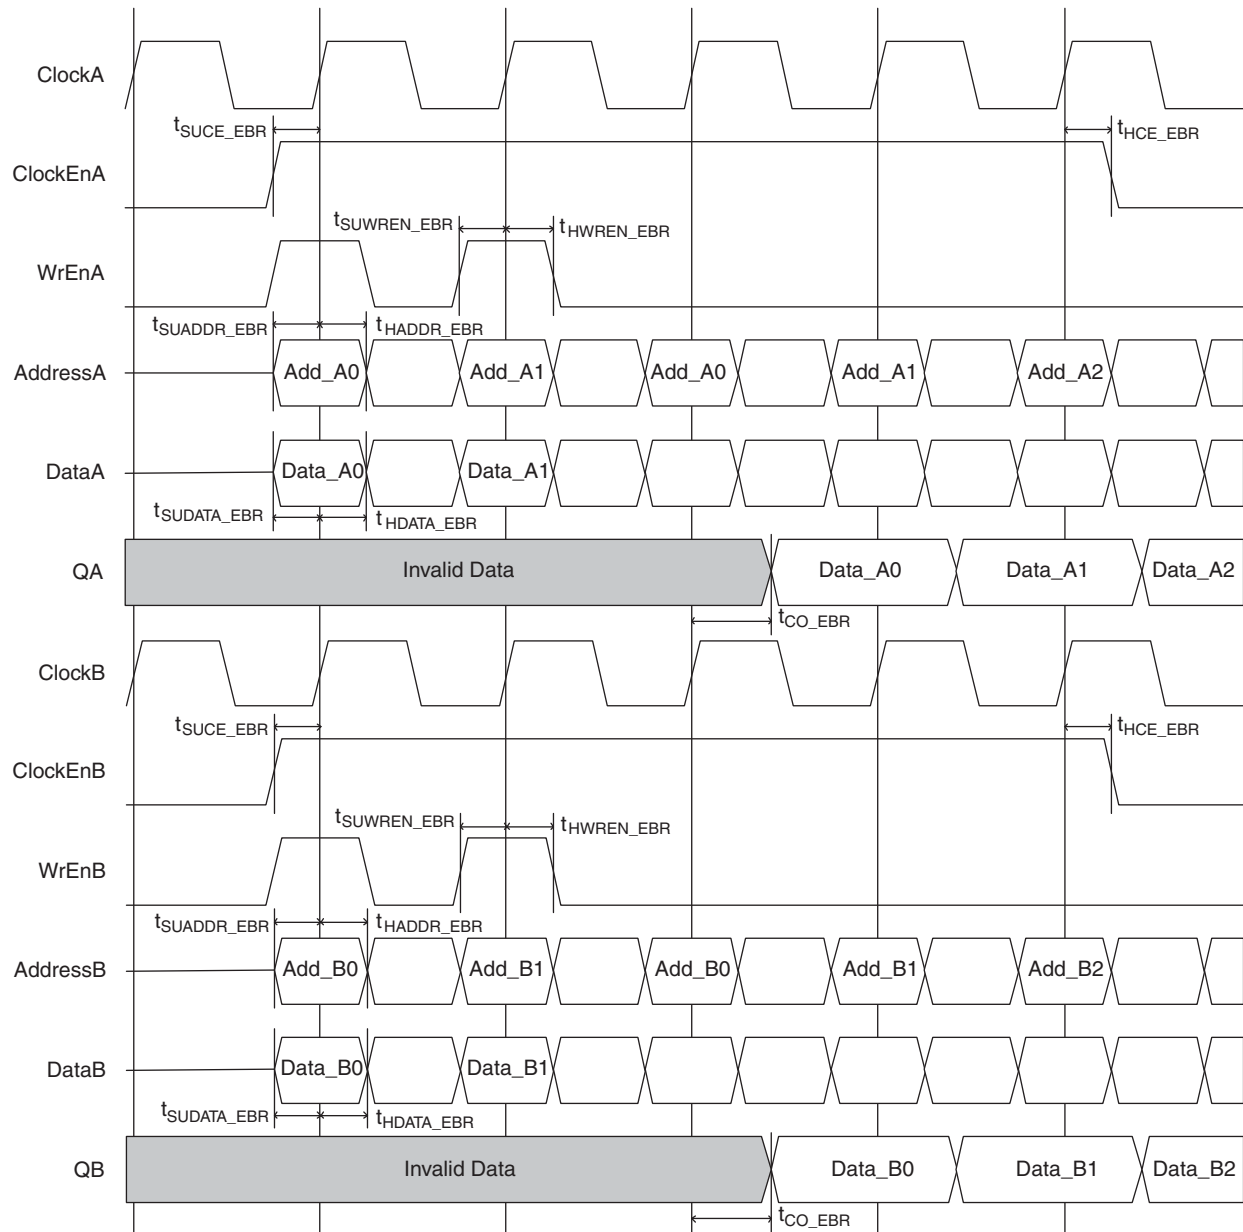 ClockA
tSUCE_EBR
tHCE_EBR
ClockEnA
tSUWREN_EBR tHWREN_EBR
WrEnA
tSUADDR_EBR tHADDR_EBR
AddressA Add_A0 Add_A1 Add_A0 Add_A1 Add_A2
DataA Data_A0 Data_A1
tSUDATA_EBR tHDATA_EBR
QA Invalid Data Data_A0 Data_A1 Data_A2
tCO_EBR
ClockB
tSUCE_EBR tHCE_EBR
ClockEnB
tSUWREN_EBR tHWREN_EBR
WrEnB
tSUADDR_EBR tHADDR_EBR
AddressB Add_B0 Add_B1 Add_B0 Add_B1 Add_B2
DataB Data_B0 Data_B1
tSUDATA_EBR tHDATA_EBR
QB Invalid Data Data_B0 Data_B1 Data_B2
tCO_EBR